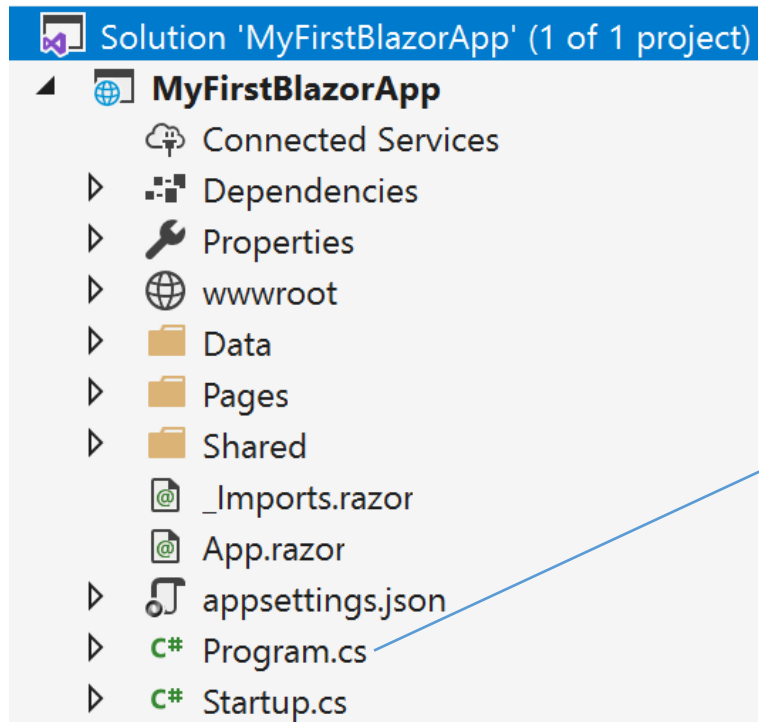 Solution 'MyFirstBlazorApp' (1 of 1 project)
MyFirstBlazorApp
Connected Services
Dependencies
Properties
wwwroot
Data
Pages
Shared
@ _Imports.razor
@ App.razor
appsettings.json
C# Program.cs
C# Startup.cs